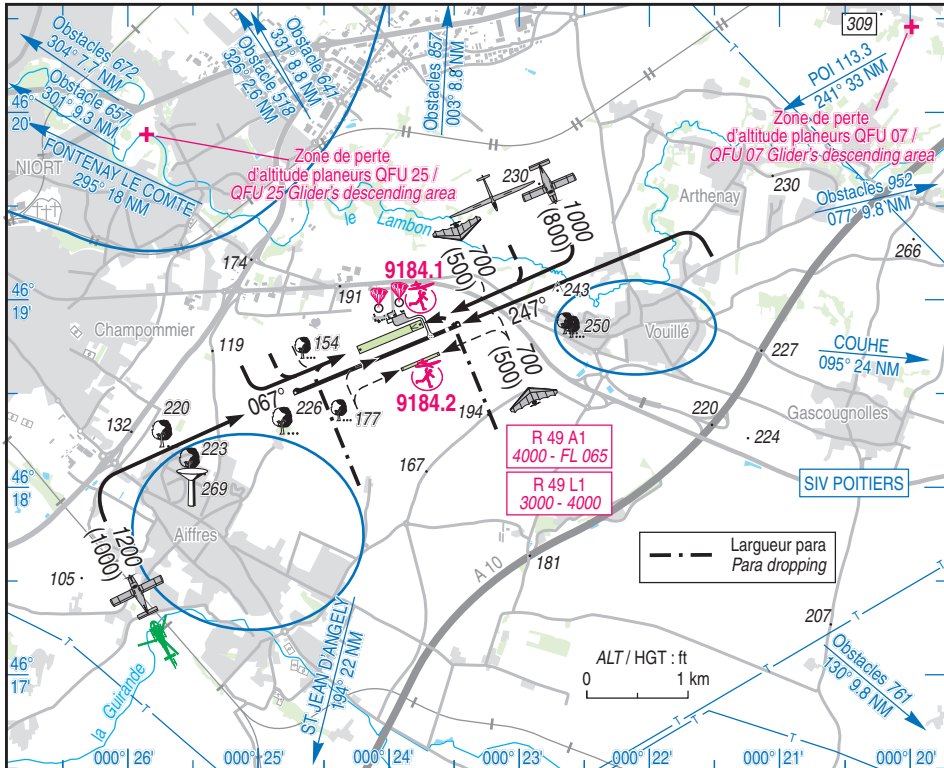 Obstacles 672
304° 7.7 NM
Obstacle 657
301° 9.3 NM
FONTENAY LE COMTE
295° 18 NM
Obstacle 641
331° 8.8 NM
Obstacle 518
326° 2.6 NM
Obstacles 857
003° 8.8 NM
309
POI 113.3
241° 33 NM
46°
20'
NIORT
Zone de perte
d'altitude planeurs QFU 25 /
QFU 25 Glider's descending area
Zone de perte
d'altitude planeurs QFU 07 /
QFU 07 Glider's descending area
230
Arthenay
230
Obstacles 952
077° 9.8 NM
266
le Lambon
1000
(800)
700
(500)
174
191
9184.1
243
247°
46°
19'
Champommier
154
119
250
Vouillé
227
COUHE
095° 24 NM
067°
700
(500)
9184.2
226
177
194
220
132
223
269
220
224
Gascougnolles
167
R 49 A1
4000 - FL 065
R 49 L1
3000 - 4000
SIV POITIERS
46°
18'
Aiffres
1200
(1000)
105
A 10
181
Largueur para
Para dropping
207
ST JEAN D'ANGELY
194° 22 NM
la Guirande
ALT / HGT : ft
0
1 km
Obstacles 761
130° 9.8 NM
46°
17'
T
T
T
T
T
T
T
T
000° 26'
000° 25'
000° 24'
000° 23'
000° 22'
000° 21'
000° 20'